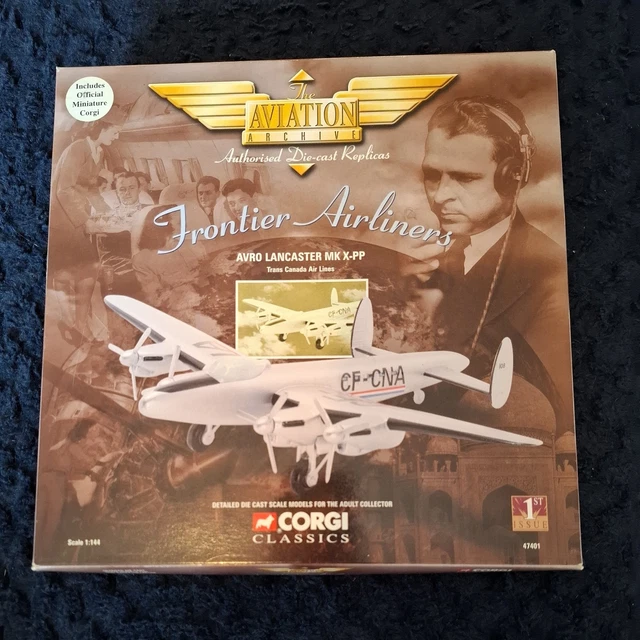 Includes
Official
Miniature
Corgi
The
AVIATION
ARCHIVE
Authorised Die-cast Replicas
Frontier Airliners
AVRO LANCASTER MK X-PP
Trans Canada Air Lines
CF-CNA
CF-CNA
DETAILED DIE CAST SCALE MODELS FOR THE ADULT COLLECTOR
CORGI
CLASSICS
Scale 1:144
1ST
ISSUE
47401